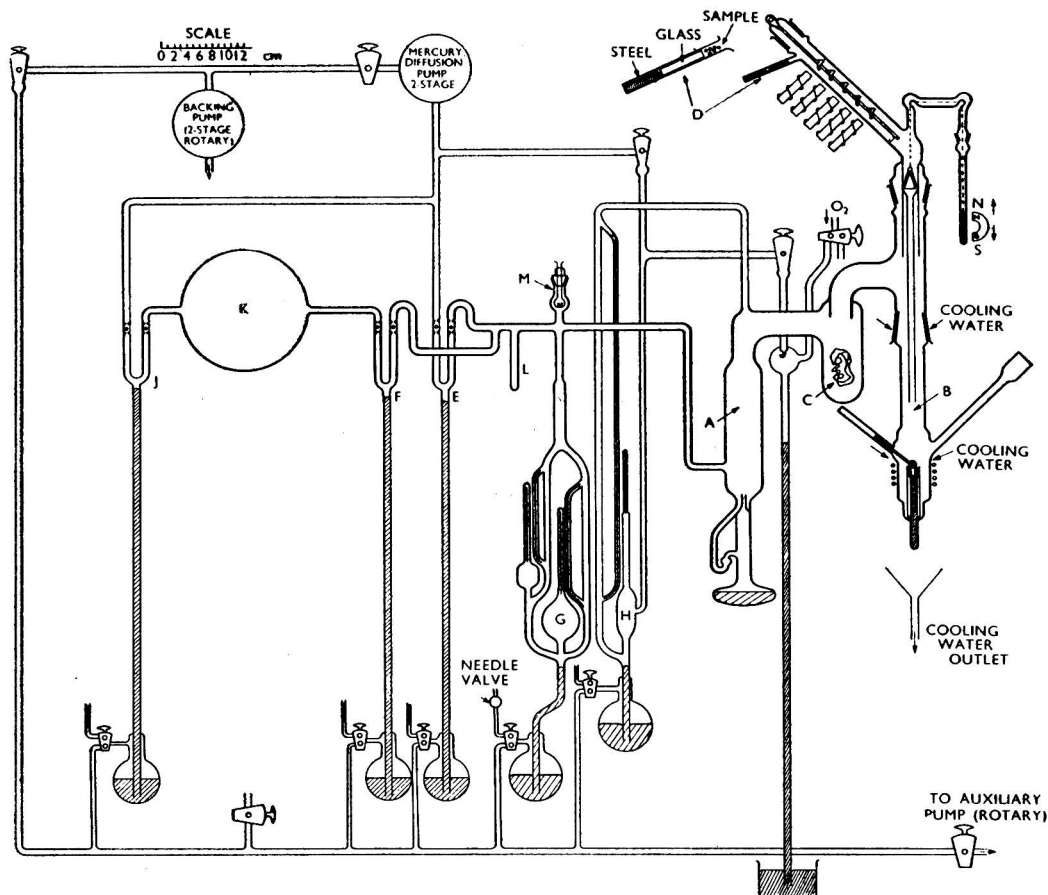 SCALE
0 2 4 6 8 10 12 cm
MERCURY
DIFFUSION
PUMP
2-STAGE
BACKING
PUMP
(2-STAGE
ROTARY)
SAMPLE
GLASS
STEEL
D
N
S
O₂
K
M
L
J
F
E
COOLING
WATER
C
B
A
COOLING
WATER
G
H
COOLING
WATER
OUTLET
NEEDLE
VALVE
TO AUXILIARY
PUMP (ROTARY)